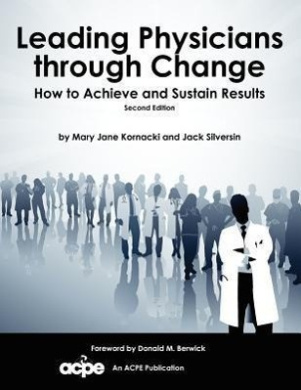 Leading Physicians
through Change
How to Achieve and Sustain Results
Second Edition
by Mary Jane Kornacki and Jack Silversin
Foreword by Donald M. Berwick
acpe
An ACPE Publication